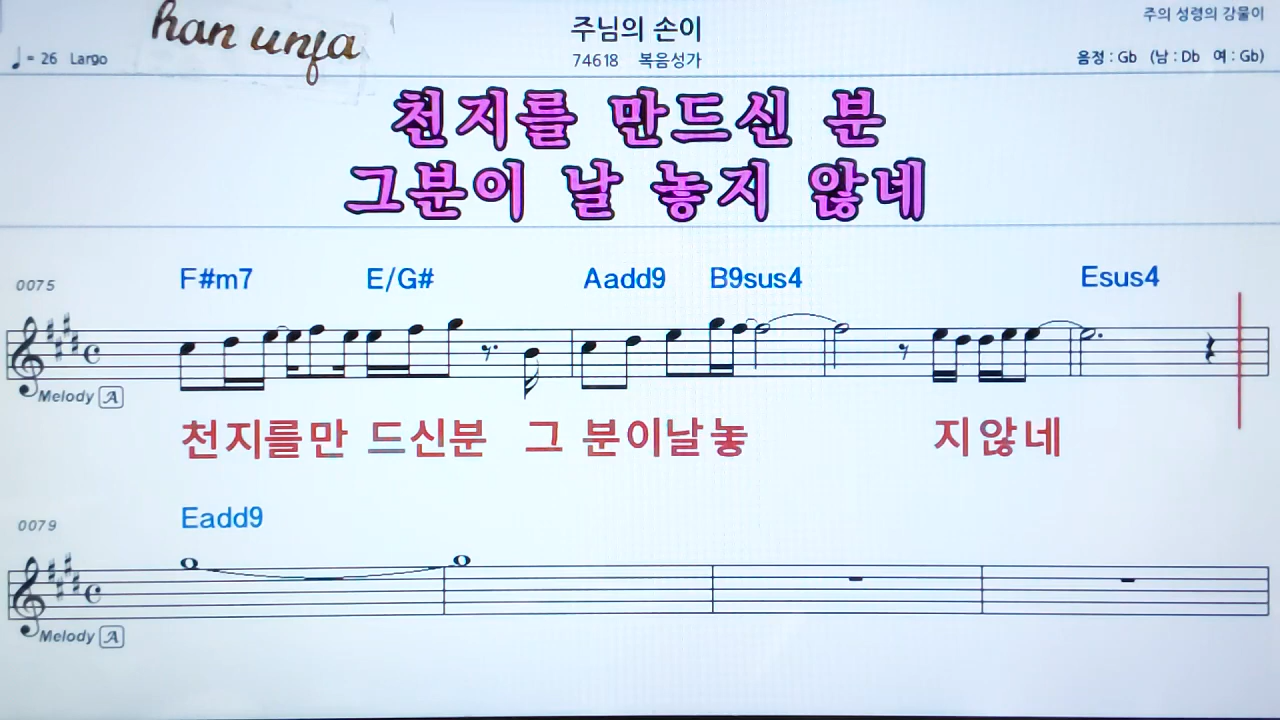 han unja
주님의 손이
주의 성령의 강물이
♩ = 26 Largo
74618 복음성가
음정 : Gb (남 : Db 여 : Gb)
천지를 만드신 분
그분이 날 놓지 않네
0075
F#m7 E/G# Aadd9 B9sus4 Esus4
Melody A
천지를만 드신분 그 분이날놓 지않네
0079
Eadd9
Melody A